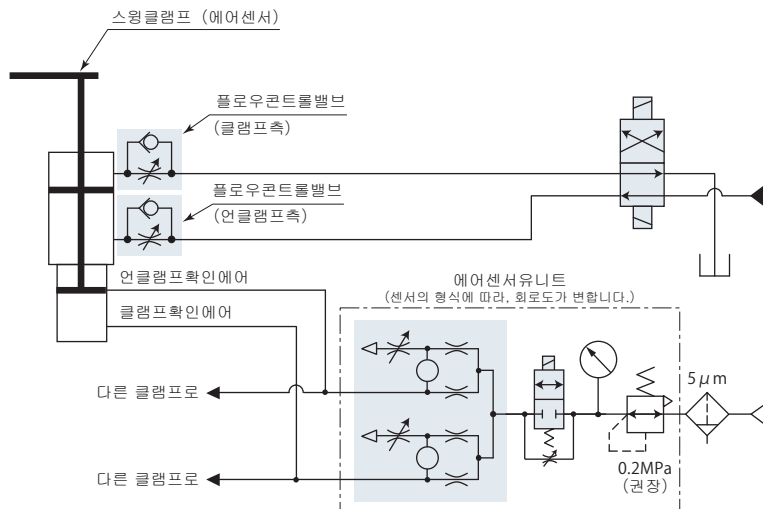 스윙클램프 (에어센서)
플로우콘트롤밸브
(클램프측)
플로우콘트롤밸브
(언클램프측)
언클램프확인에어
클램프확인에어
에어센서유니트
(센서의 형식에 따라, 회로도가 변합니다.)
다른 클램프로
5μm
다른 클램프로
0.2MPa
(권장)